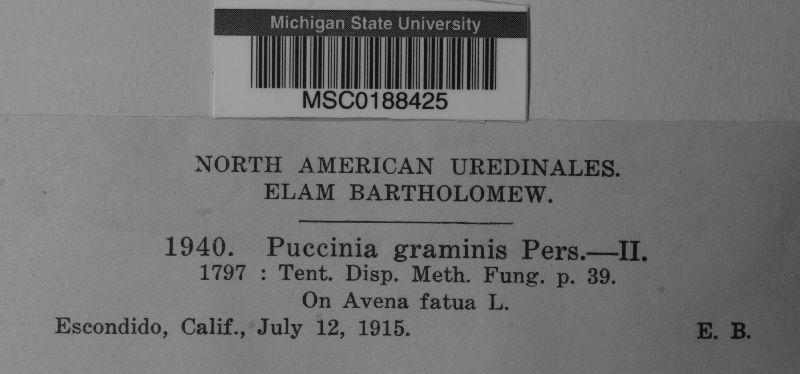 Michigan State University
MSC0188425
NORTH AMERICAN UREDINALES.
ELAM BARTHOLOMEW.
1940. Puccinia graminis Pers.—II.
1797 : Tent. Disp. Meth. Fung. p. 39.
On Avena fatua L.
Escondido, Calif., July 12, 1915. E. B.